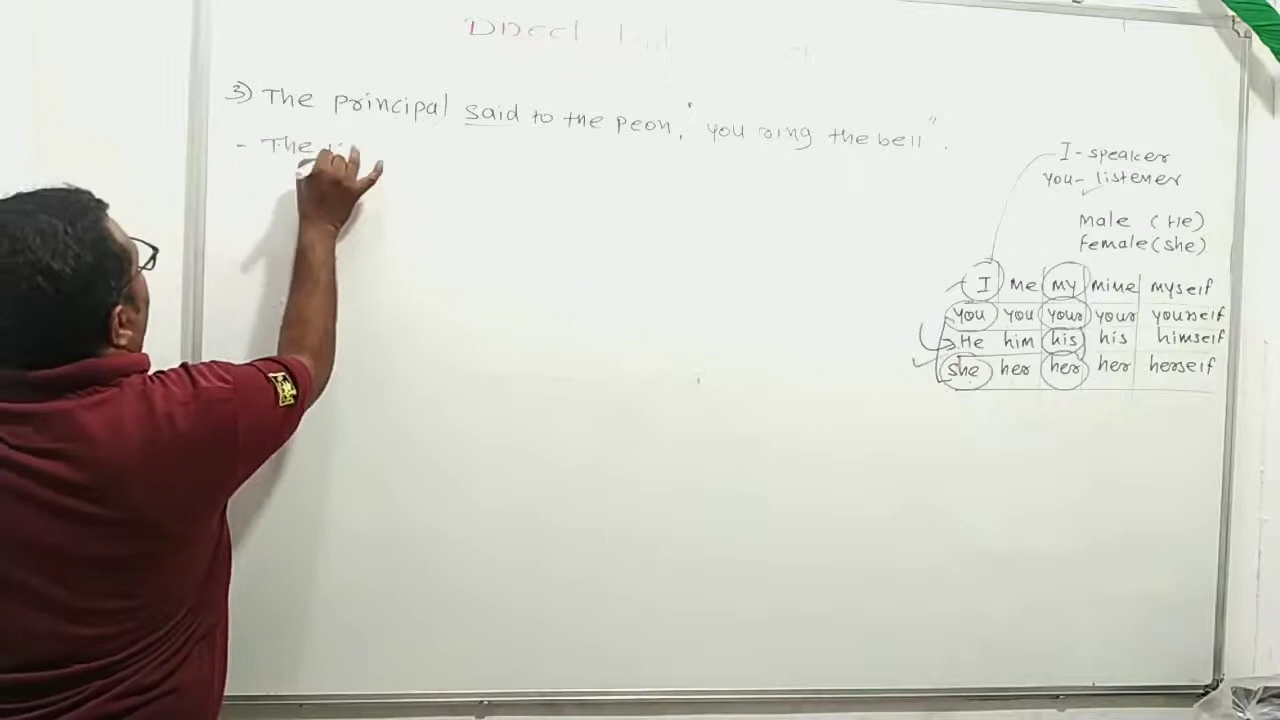 Direct
3) The principal said to the peon, "you ring the bell".
- The
I - speaker
you - listener
male (He)
female (she)
I me my mine myself
you you your your yourself
He him his his himself
she her her her herself